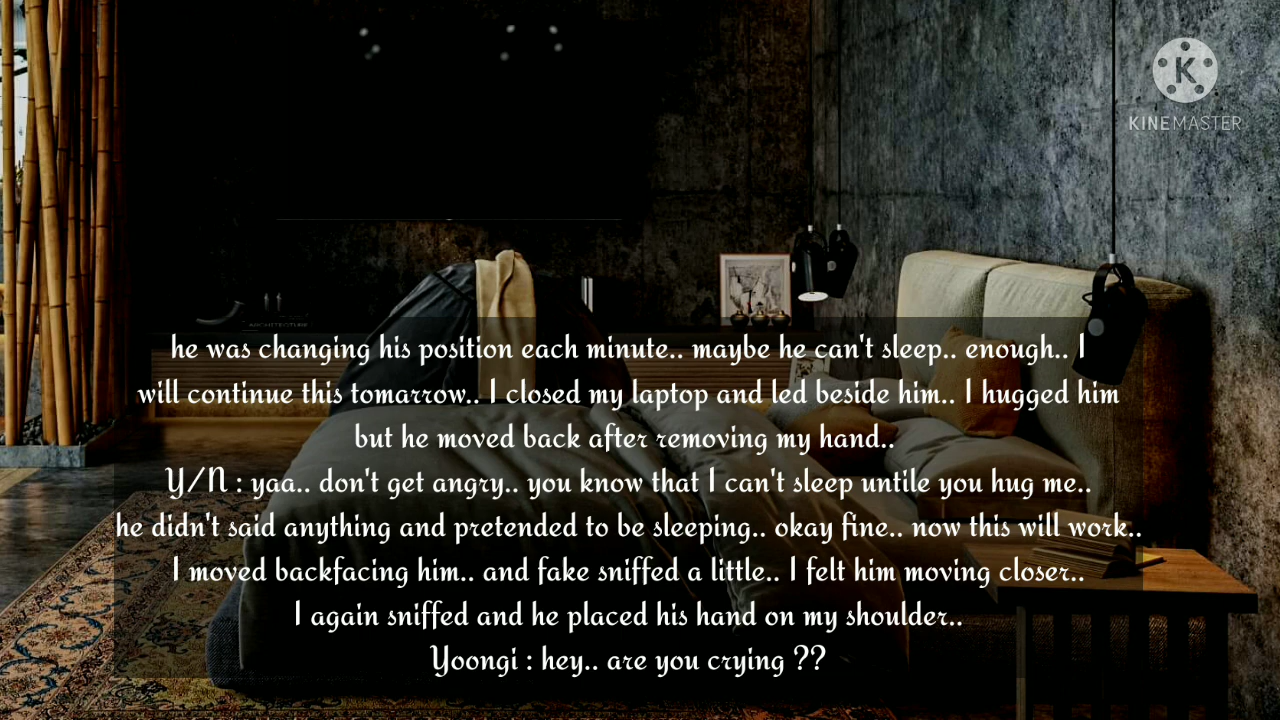 KINEMASTER
he was changing his position each minute.. maybe he can't sleep.. enough.. I
will continue this tomarrow.. I closed my laptop and led beside him.. I hugged him
but he moved back after removing my hand..
Y/N : yaa.. don't get angry.. you know that I can't sleep untile you hug me..
he didn't said anything and pretended to be sleeping.. okay fine.. now this will work..
I moved backfacing him.. and fake sniffed a little.. I felt him moving closer..
I again sniffed and he placed his hand on my shoulder..
Yoongi : hey.. are you crying ??